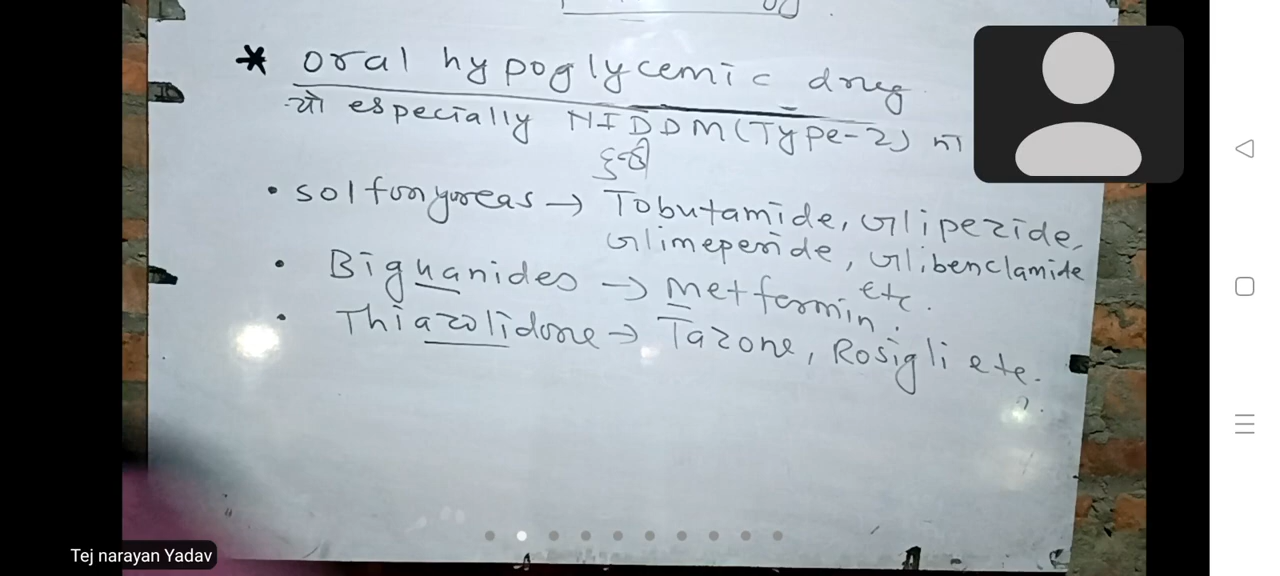 * oral hypoglycemic drug
यो especially NIDDM (Type-2) मा
हुन्छ
• solfonyureas → Tobutamide, Glipezide,
Glimeperide, Glibenclamide
etc.
• Biguanides → Metformin.
• Thiazolidone → Tazone, Rosigli etc.
Tej narayan Yadav